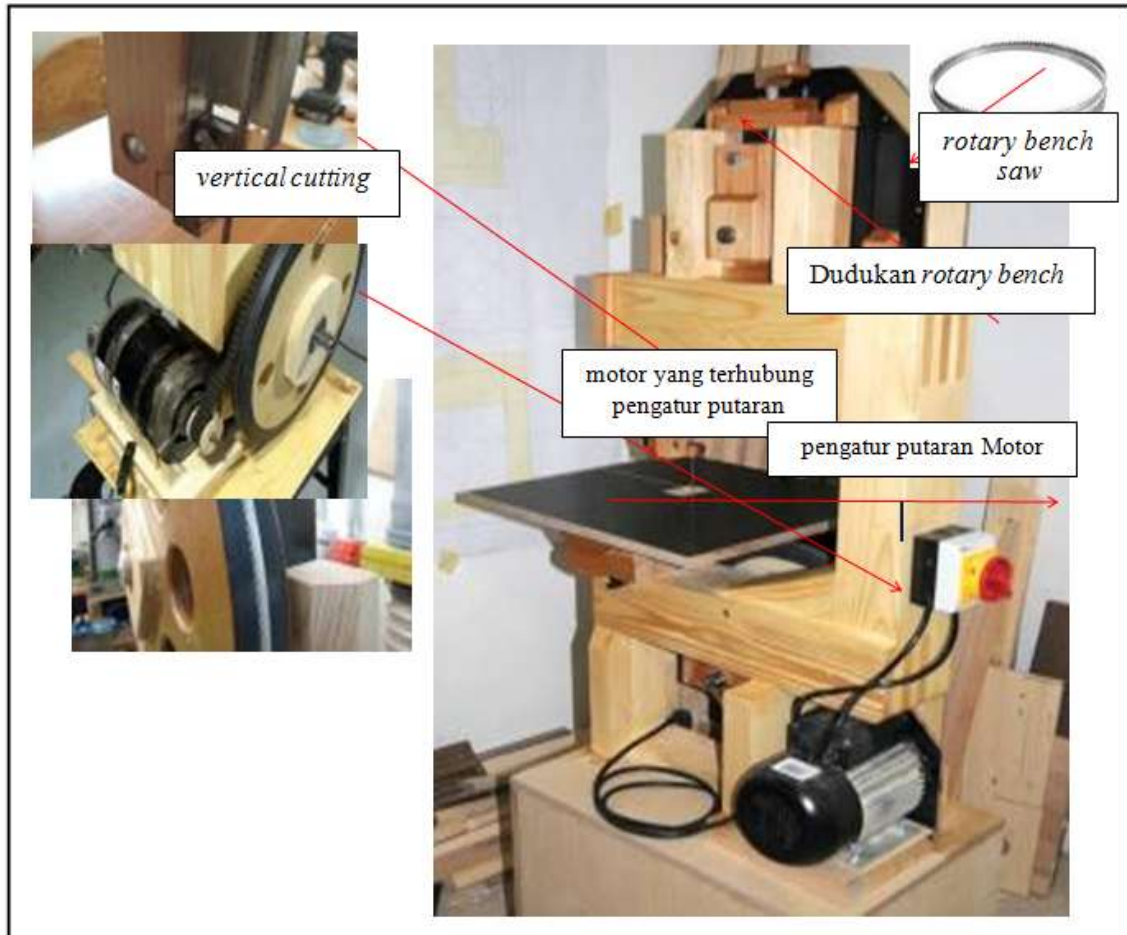 vertical cutting
rotary bench
saw
Dudukan rotary bench
motor yang terhubung
pengatur putaran
pengatur putaran Motor